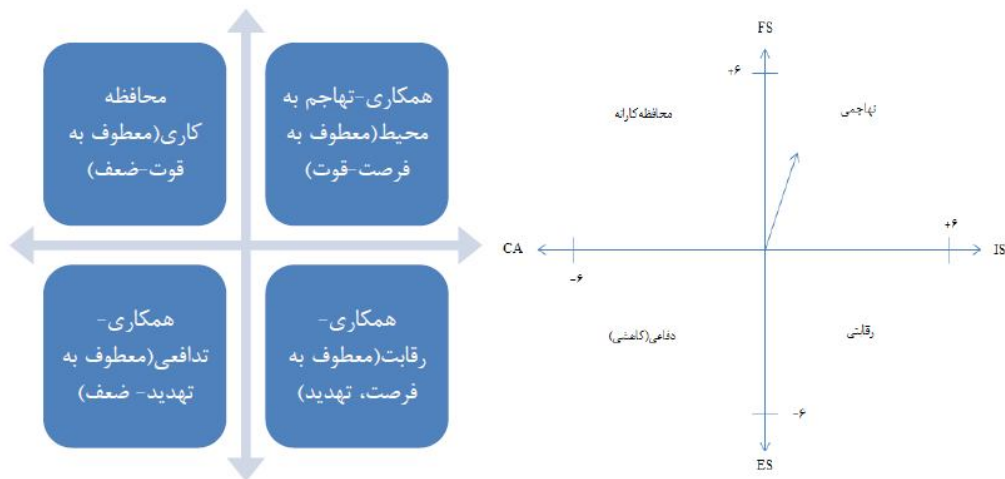 محافظه
کاری(معطوف به
قوت-ضعف)
همکاری-تهاجم به
محیط(معطوف به
فرصت-قوت)
همکاری-
تدافعی(معطوف به
تهدید- ضعف)
همکاری-
رقابت(معطوف به
فرصت، تهدید)
FS
+۶
محافظه‌کارانه
تهاجمی
CA
-۶
+۶
IS
دفاعی(کاهشی)
رقابتی
-۶
ES